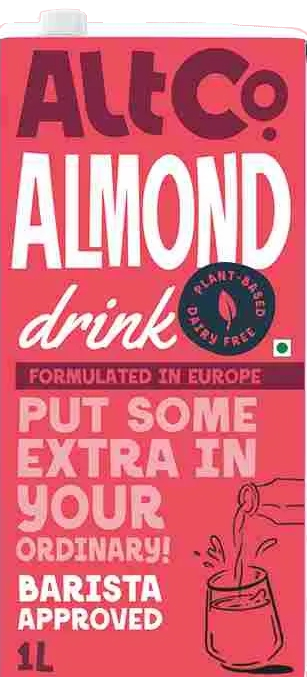 ALtCo.
ALMOND
drink
PLANT-BASED
DAIRY FREE
FORMULATED IN EUROPE
PUT SOME
EXTRA IN
YOUR
ORDINARY!
BARISTA
APPROVED
1L